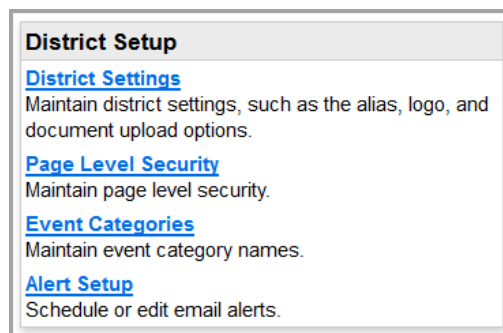 District Setup
District Settings
Maintain district settings, such as the alias, logo, and
document upload options.
Page Level Security
Maintain page level security.
Event Categories
Maintain event category names.
Alert Setup
Schedule or edit email alerts.